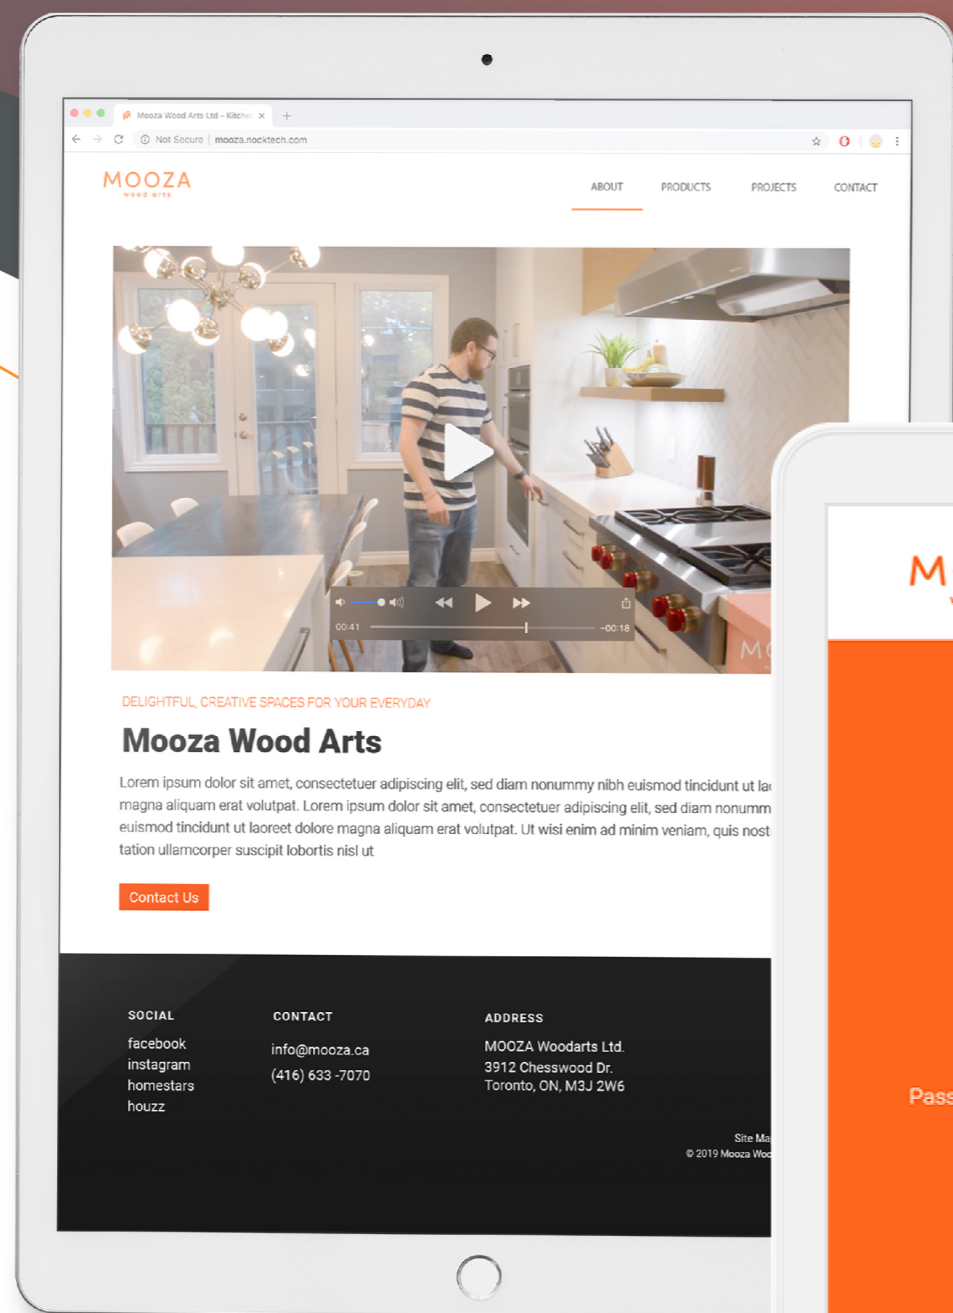 Mooza Wood Arts Ltd - Kitche
Not Secure | mooza.nocktech.com
MOOZA
wood arts
ABOUT PRODUCTS PROJECTS CONTACT
00:41 -00:18
DELIGHTFUL, CREATIVE SPACES FOR YOUR EVERYDAY
Mooza Wood Arts
Lorem ipsum dolor sit amet, consectetuer adipiscing elit, sed diam nonummy nibh euismod tincidunt ut la
magna aliquam erat volutpat. Lorem ipsum dolor sit amet, consectetuer adipiscing elit, sed diam nonumm
euismod tincidunt ut laoreet dolore magna aliquam erat volutpat. Ut wisi enim ad minim veniam, quis nost
tation ullamcorper suscipit lobortis nisl ut
Contact Us
SOCIAL
facebook
instagram
homestars
houzz
CONTACT
info@mooza.ca
(416) 633 -7070
ADDRESS
MOOZA Woodarts Ltd.
3912 Chesswood Dr.
Toronto, ON, M3J 2W6
Site Ma
© 2019 Mooza Woo
M
Pass